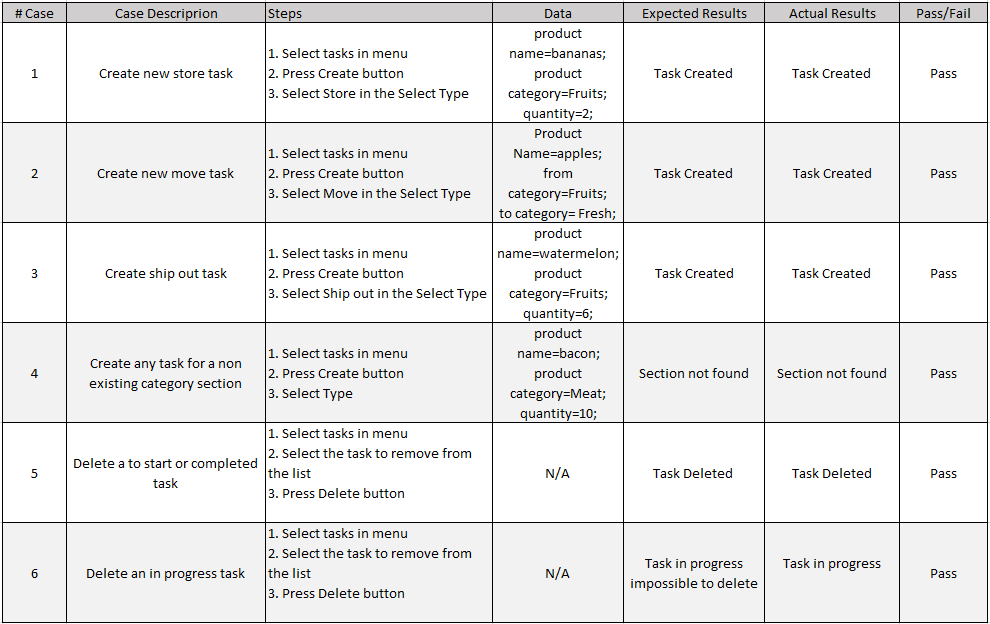 # Case Case Descriprion Steps Data Expected Results Actual Results Pass/Fail
1
Create new store task
1. Select tasks in menu
2. Press Create button
3. Select Store in the Select Type
product
name=bananas;
product
category=Fruits;
quantity=2;
Task Created
Task Created
Pass
2
Create new move task
1. Select tasks in menu
2. Press Create button
3. Select Move in the Select Type
Product
Name=apples;
from
category=Fruits;
to category= Fresh;
Task Created
Task Created
Pass
3
Create ship out task
1. Select tasks in menu
2. Press Create button
3. Select Ship out in the Select Type
product
name=watermelon;
product
category=Fruits;
quantity=6;
Task Created
Task Created
Pass
4
Create any task for a non
existing category section
1. Select tasks in menu
2. Press Create button
3. Select Type
product
name=bacon;
product
category=Meat;
quantity=10;
Section not found
Section not found
Pass
5
Delete a to start or completed
task
1. Select tasks in menu
2. Select the task to remove from
the list
3. Press Delete button
N/A
Task Deleted
Task Deleted
Pass
6
Delete an in progress task
1. Select tasks in menu
2. Select the task to remove from
the list
3. Press Delete button
N/A
Task in progress
impossible to delete
Task in progress
Pass